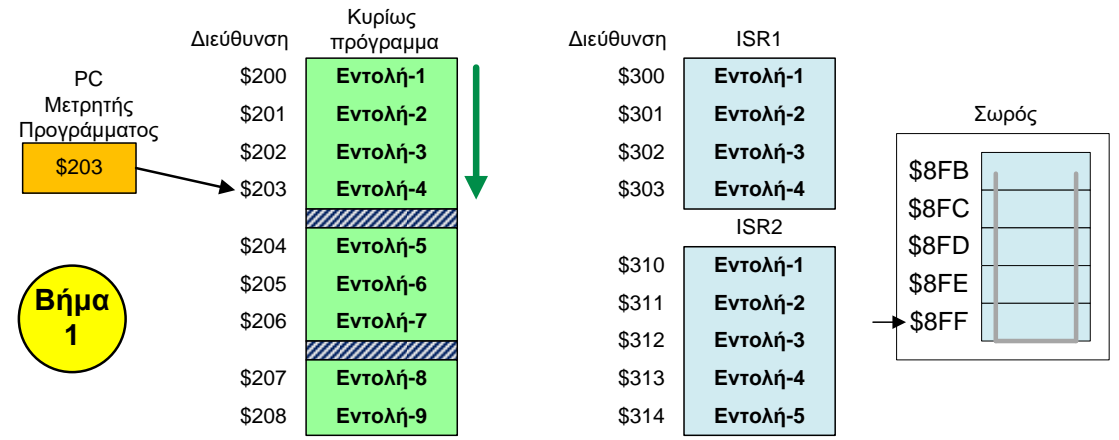 PC
Μετρητής
Προγράμματος
$203
Βήμα
1
Διεύθυνση
Κυρίως
πρόγραμμα
$200 Εντολή-1
$201 Εντολή-2
$202 Εντολή-3
$203 Εντολή-4
$204 Εντολή-5
$205 Εντολή-6
$206 Εντολή-7
$207 Εντολή-8
$208 Εντολή-9
Διεύθυνση ISR1
$300 Εντολή-1
$301 Εντολή-2
$302 Εντολή-3
$303 Εντολή-4
ISR2
$310 Εντολή-1
$311 Εντολή-2
$312 Εντολή-3
$313 Εντολή-4
$314 Εντολή-5
Σωρός
$8FB
$8FC
$8FD
$8FE
$8FF